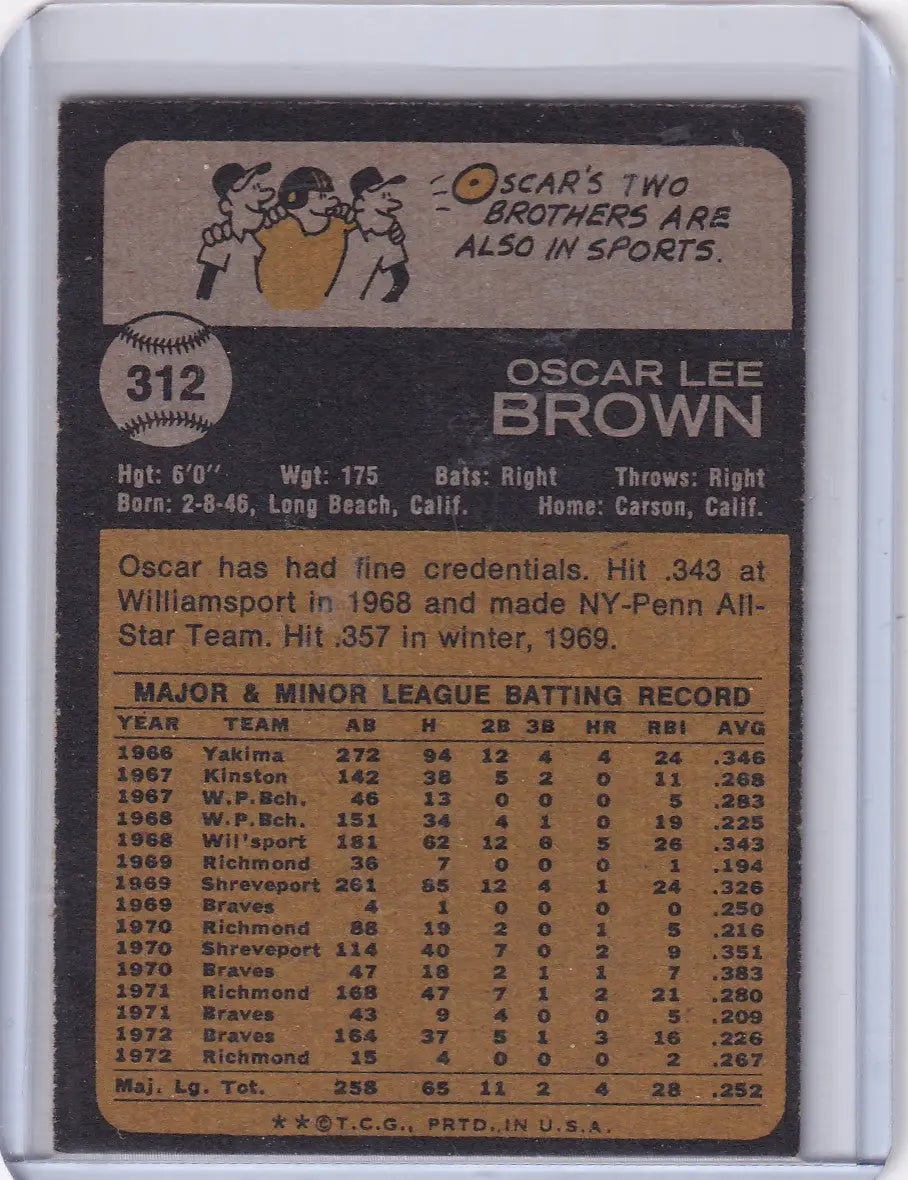 OSCAR'S TWO
BROTHERS ARE
ALSO IN SPORTS.
312
OSCAR LEE
BROWN
Hgt: 6'0" Wgt: 175 Bats: Right Throws: Right
Born: 2-8-46, Long Beach, Calif. Home: Carson, Calif.
Oscar has had fine credentials. Hit .343 at
Williamsport in 1968 and made NY-Penn All-
Star Team. Hit .357 in winter, 1969.
MAJOR & MINOR LEAGUE BATTING RECORD
YEAR TEAM AB H 2B 3B HR RBI AVG
1966 Yakima 272 94 12 4 4 24 .346
1967 Kinston 142 38 5 2 0 11 .268
1967 W.P.Bch. 46 13 0 0 0 5 .283
1968 W.P.Bch. 151 34 4 1 0 19 .225
1968 Wil'sport 181 62 12 6 5 26 .343
1969 Richmond 36 7 0 0 0 1 .194
1969 Shreveport 261 85 12 4 1 24 .326
1969 Braves 4 1 0 0 0 0 .250
1970 Richmond 88 19 2 0 1 5 .216
1970 Shreveport 114 40 7 0 2 9 .351
1970 Braves 47 18 2 1 1 7 .383
1971 Richmond 168 47 7 1 2 21 .280
1971 Braves 43 9 4 0 0 5 .209
1972 Braves 164 37 5 1 3 16 .226
1972 Richmond 15 4 0 0 0 2 .267
Maj. Lg. Tot. 258 65 11 2 4 28 .252
**©T.C.G., PRTD. IN U.S.A.